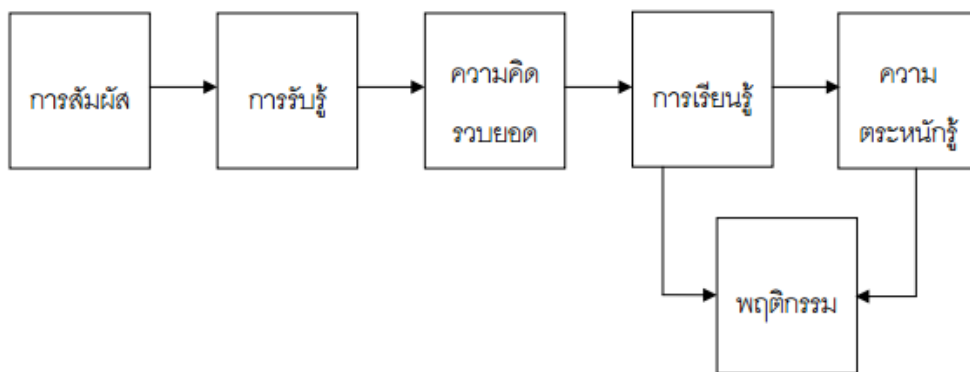 การสัมผัส
การรับรู้
ความคิด
รวบยอด
การเรียนรู้
ความ
ตระหนักรู้
พฤติกรรม